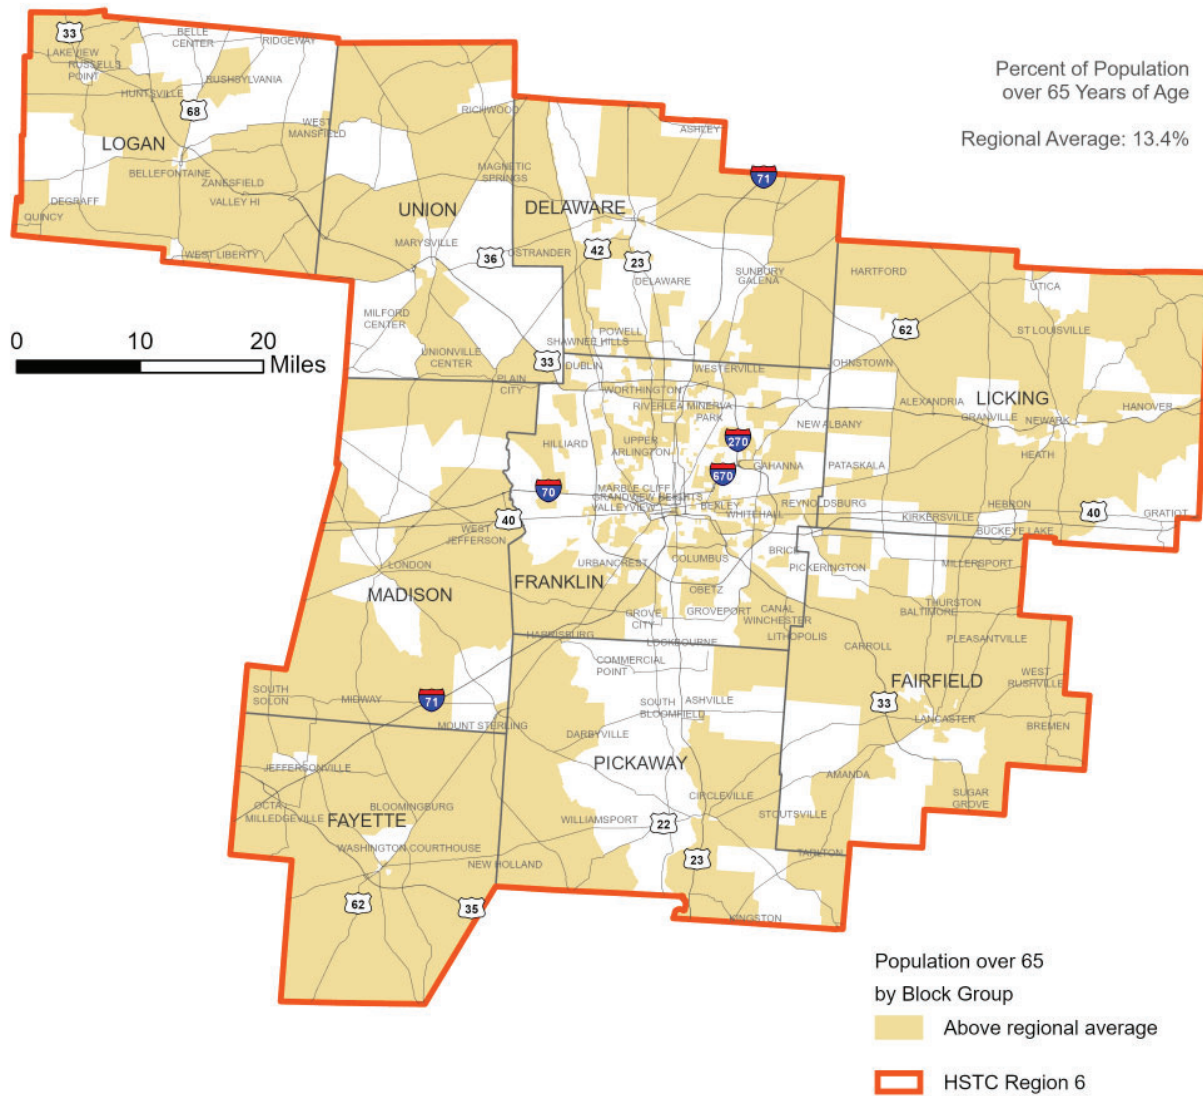 Percent of Population
over 65 Years of Age
Regional Average: 13.4%
33
LAKEVIEW
RUSSELLS
POINT
BELLE
CENTER
RIDGEWAY
RUSHSYLVANIA
HUNTSVILLE
68
WEST
MANSFIELD
LOGAN
BELLEFONTAINE
ZANESFIELD
VALLEY HI
DEGRAFF
QUINCY
WEST LIBERTY
RICHWOOD
MAGNETIC
SPRINGS
UNION
MARYSVILLE
36
MILFORD
CENTER
UNIONVILLE
CENTER
PLAIN
CITY
33
ASHLEY
71
DELAWARE
OSTRANDER
42
23
DELAWARE
SUNBURY
GALENA
POWELL
SHAWNEE HILLS
DUBLIN
WESTERVILLE
0 10 20
Miles
HARTFORD
UTICA
62
ST LOUISVILLE
JOHNSTOWN
LICKING
ALEXANDRIA
GRANVILLE
NEWARK
HANOVER
HEATH
PATASKALA
HEBRON
KIRKERSVILLE
BUCKEYE LAKE
40
GRATIOT
WORTHINGTON
RIVERLEA
MINERVA
PARK
NEW ALBANY
HILLIARD
UPPER
ARLINGTON
270
670
GAHANNA
70
MARBLE CLIFF
GRANDVIEW HEIGHTS
VALLEYVIEW
BEXLEY
WHITEHALL
REYNOLDSBURG
40
WEST
JEFFERSON
URBANCREST
COLUMBUS
BRICE
FRANKLIN
OBETZ
GROVE
CITY
GROVEPORT
CANAL
WINCHESTER
LITHOPOLIS
HARRISBURG
LOCKBOURNE
LONDON
MADISON
SOUTH
SOLON
MIDWAY
71
MOUNT STERLING
PICKERINGTON
MILLERSPORT
THURSTON
BALTIMORE
CARROLL
PLEASANTVILLE
WEST
RUSHVILLE
FAIRFIELD
33
LANCASTER
BREMEN
AMANDA
SUGAR
GROVE
STOUTSVILLE
TARLTON
COMMERCIAL
POINT
SOUTH
BLOOMFIELD
ASHVILLE
DARBYVILLE
PICKAWAY
CIRCLEVILLE
WILLIAMSPORT
22
23
KINGSTON
JEFFERSONVILLE
OCTA
MILLEDGEVILLE
BLOOMINGBURG
FAYETTE
WASHINGTON COURTHOUSE
NEW HOLLAND
62
35
Population over 65
by Block Group
Above regional average
HSTC Region 6